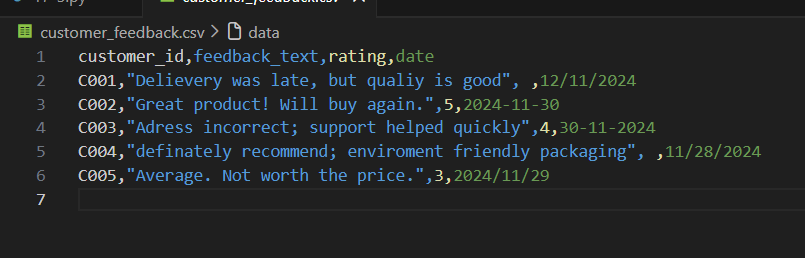 customer_feedback.csv > data
1 customer_id,feedback_text,rating,date
2 C001,"Delievery was late, but qualiy is good", ,12/11/2024
3 C002,"Great product! Will buy again.",5,2024-11-30
4 C003,"Adress incorrect; support helped quickly",4,30-11-2024
5 C004,"definately recommend; enviroment friendly packaging", ,11/28/2024
6 C005,"Average. Not worth the price.",3,2024/11/29
7